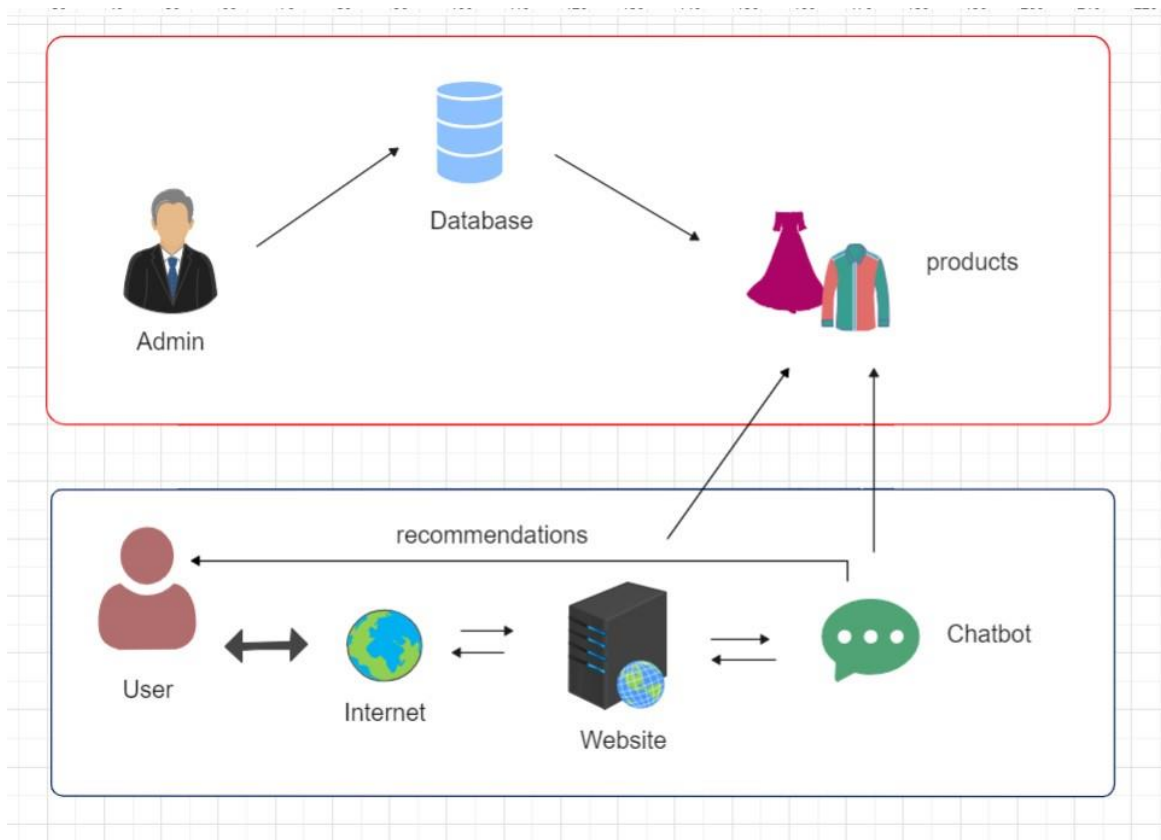 Database
products
Admin
recommendations
Chatbot
User
Internet
Website